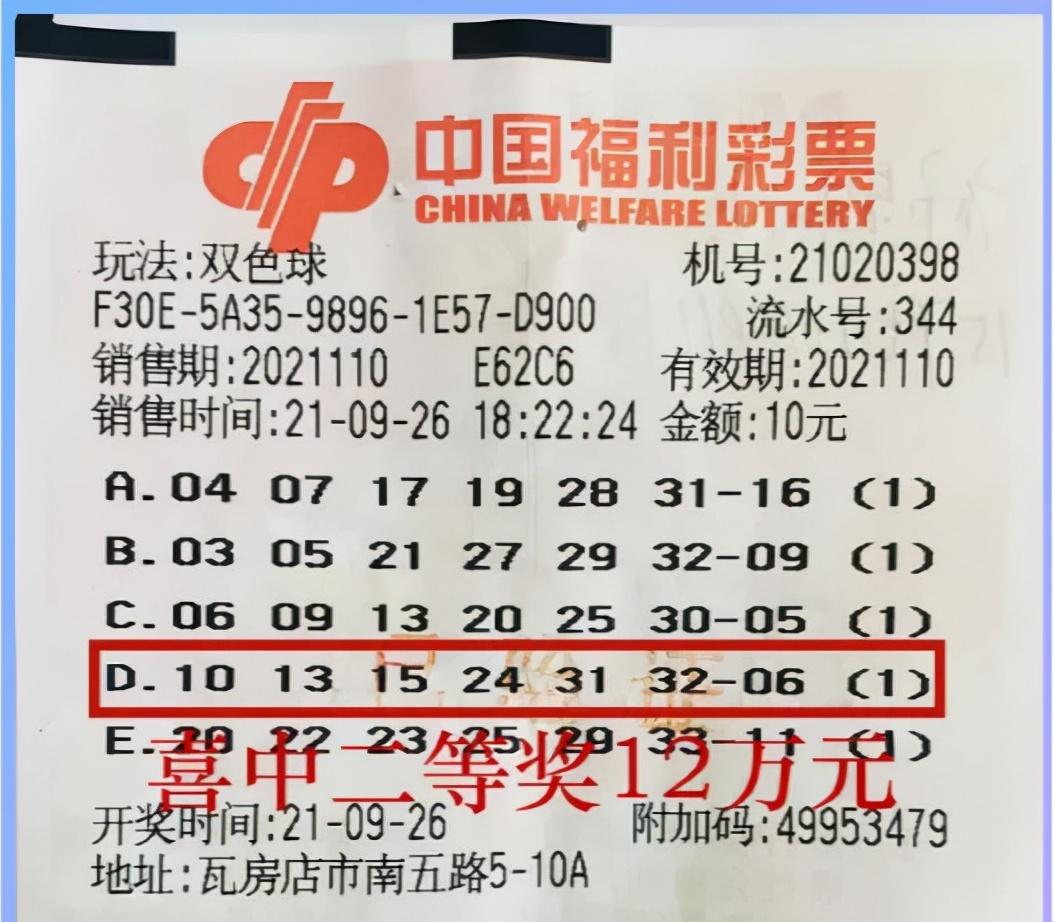 中国福利彩票
CHINA WELFARE LOTTERY
玩法:双色球 机号:21020398
F30E-5A35-9896-1E57-D900 流水号:344
销售期:2021110 E62C6 有效期:2021110
销售时间:21-09-26 18:22:24 金额:10元
A.04 07 17 19 28 31-16 (1)
B.03 05 21 27 29 32-09 (1)
C.06 09 13 20 25 30-05 (1)
D.10 13 15 24 31 32-06 (1)
E.20 22 23 25 29 33-11 (1)
喜中二等奖12万元
开奖时间:21-09-26 附加码:49953479
地址:瓦房店市南五路5-10A